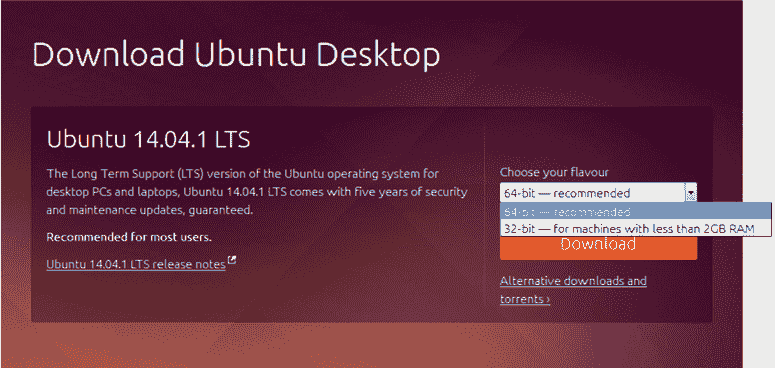 Download Ubuntu Desktop
Ubuntu 14.04.1 LTS
The Long Term Support (LTS) version of the Ubuntu operating system for
desktop PCs and laptops, Ubuntu 14.04.1 LTS comes with five years of security
and maintenance updates, guaranteed.
Recommended for most users.
Ubuntu 14.04.1 LTS release notes
Choose your flavour
64-bit — recommended
64-bit — recommended
32-bit — for machines with less than 2GB RAM
Download
Alternative downloads and
torrents ›